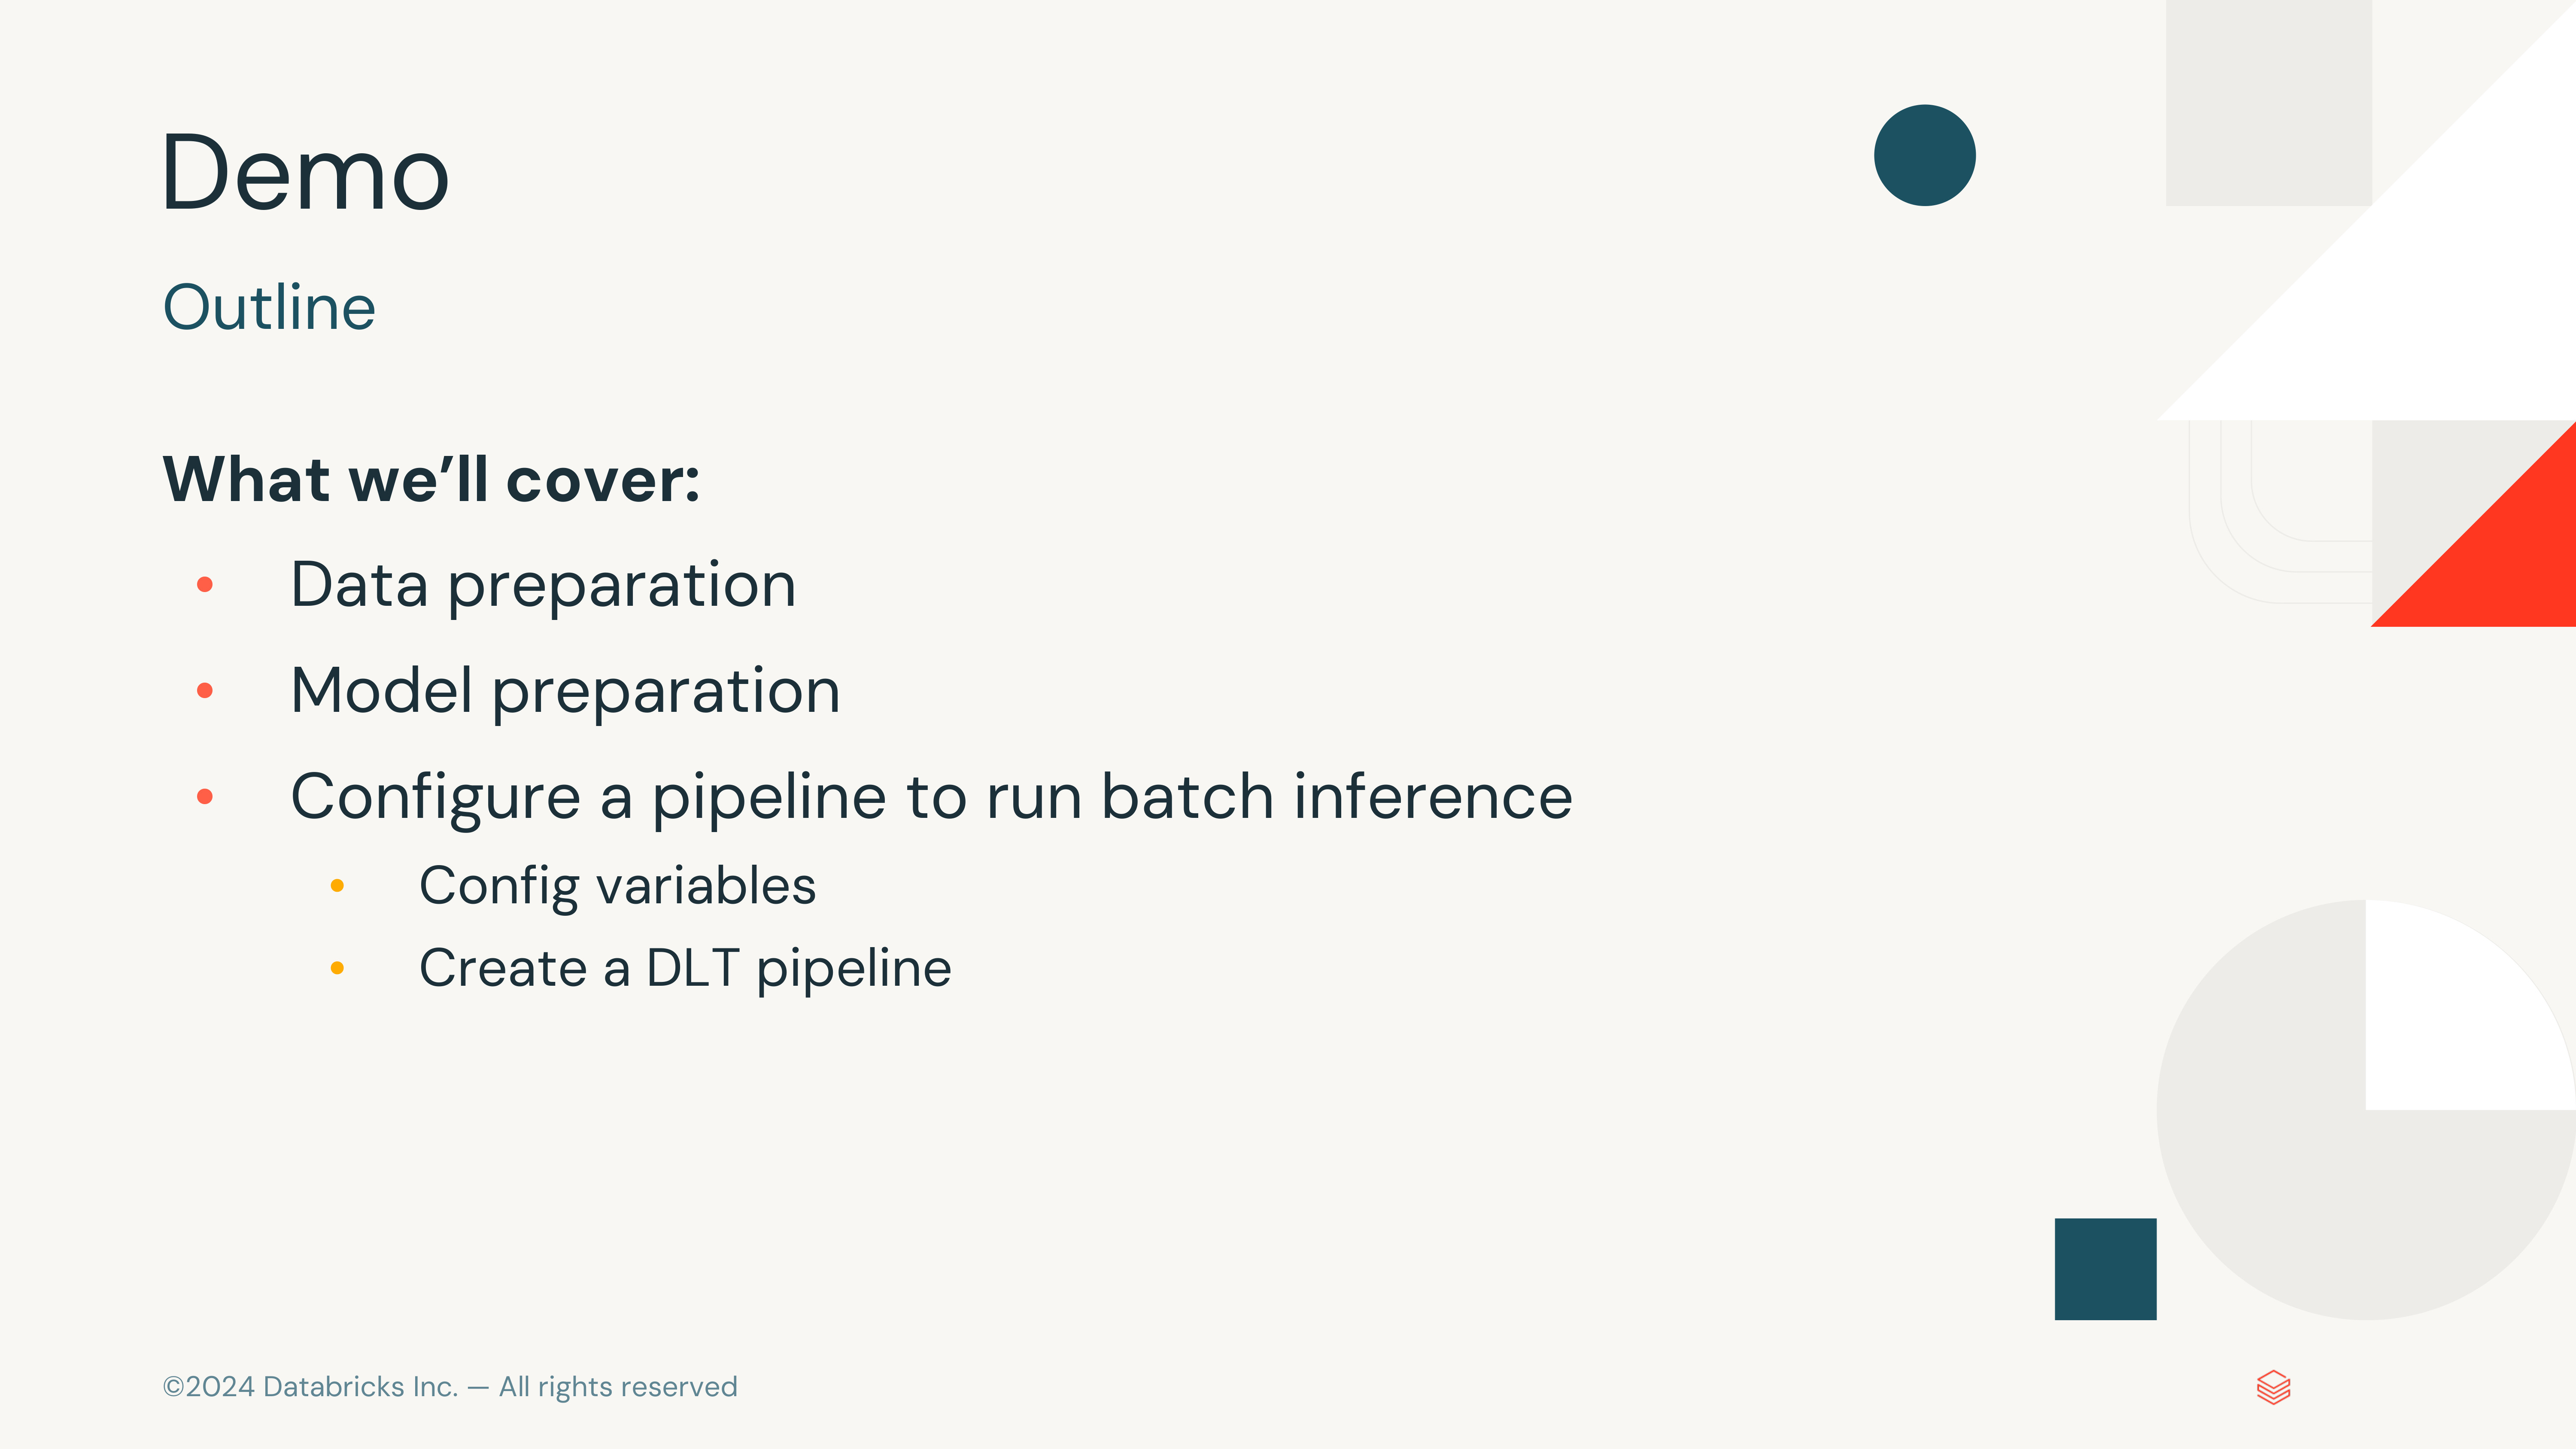 Demo
Outline
What we’ll cover:
• Data preparation
• Model preparation
• Configure a pipeline to run batch inference
• Config variables
• Create a DLT pipeline
©2024 Databricks Inc. — All rights reserved